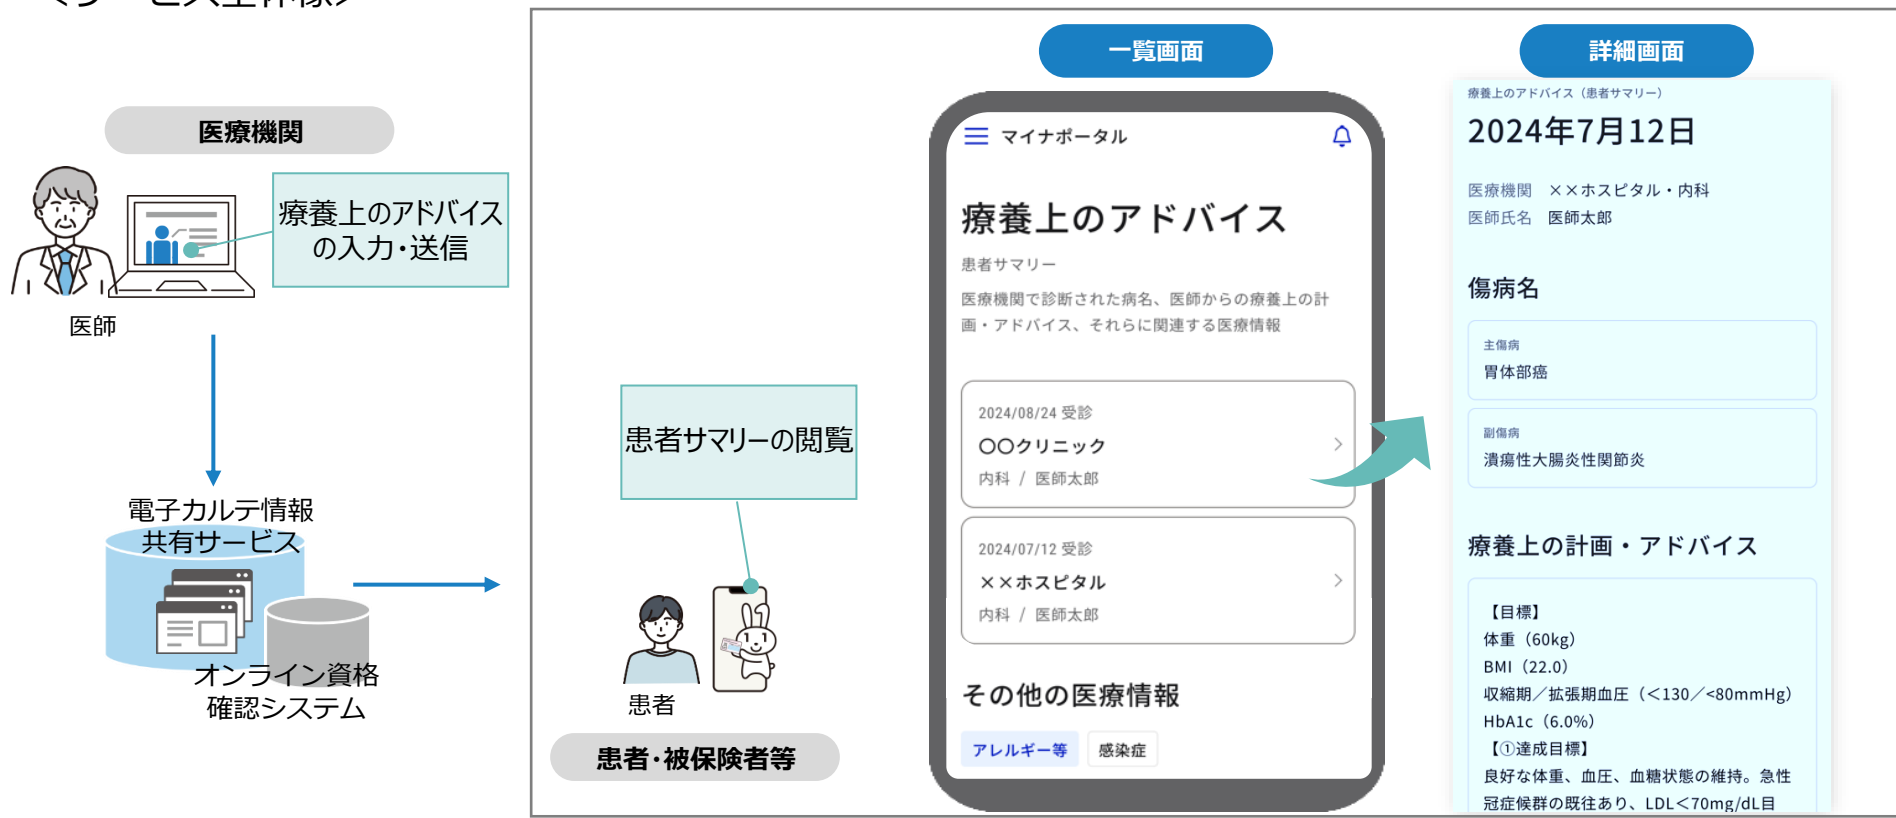 <サービス全体像>
医療機関
療養上のアドバイス
の入力・送信
医師
電子カルテ情報
共有サービス
オンライン資格
確認システム
患者サマリーの閲覧
患者
患者・被保険者等
一覧画面
マイナポータル
療養上のアドバイス
患者サマリー
医療機関で診断された病名、医師からの療養上の計
画・アドバイス、それらに関連する医療情報
2024/08/24 受診
〇〇クリニック
内科 / 医師太郎
2024/07/12 受診
××ホスピタル
内科 / 医師太郎
その他の医療情報
アレルギー等
感染症
詳細画面
療養上のアドバイス（患者サマリー）
2024年7月12日
医療機関 ××ホスピタル・内科
医師氏名 医師太郎
傷病名
主傷病
胃体部癌
副傷病
潰瘍性大腸炎性関節炎
療養上の計画・アドバイス
【目標】
体重（60kg）
BMI（22.0）
収縮期／拡張期血圧（＜130／<80mmHg）
HbA1c（6.0%）
【①達成目標】
良好な体重、血圧、血糖状態の維持。急性
冠症候群の既往あり、LDL＜70mg/dL目